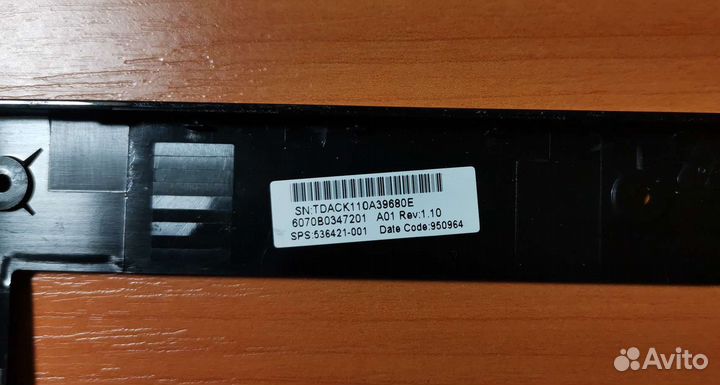 SN:TDACK110A39680E
6070B0347201 A01 Rev:1.10
SPS:536421-001 Date Code:950964
Avito